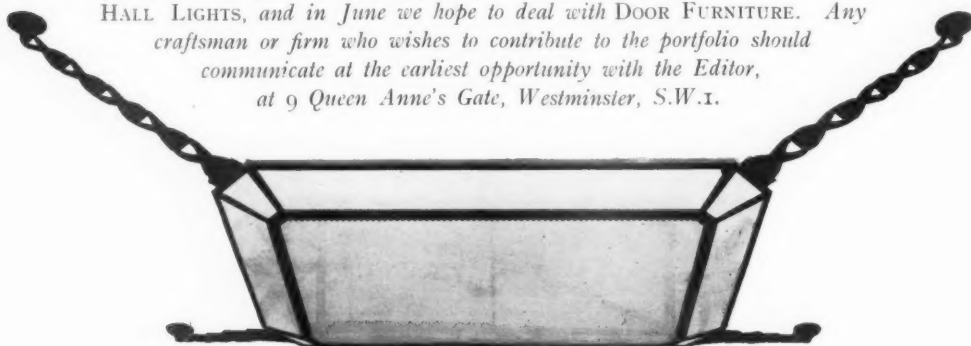 HALL LIGHTS, and in June we hope to deal with DOOR FURNITURE. Any
craftsman or firm who wishes to contribute to the portfolio should
communicate at the earliest opportunity with the Editor,
at 9 Queen Anne's Gate, Westminster, S.W.1.